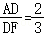 AD/DF = 2/3